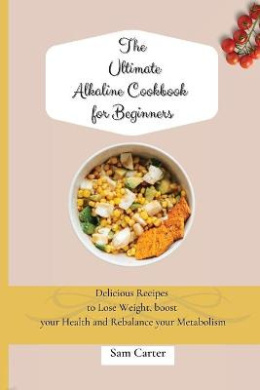 The
Ultimate
Alkaline Cookbook
for Beginners
Delicious Recipes
to Lose Weight, boost
your Health and Rebalance your Metabolism
Sam Carter